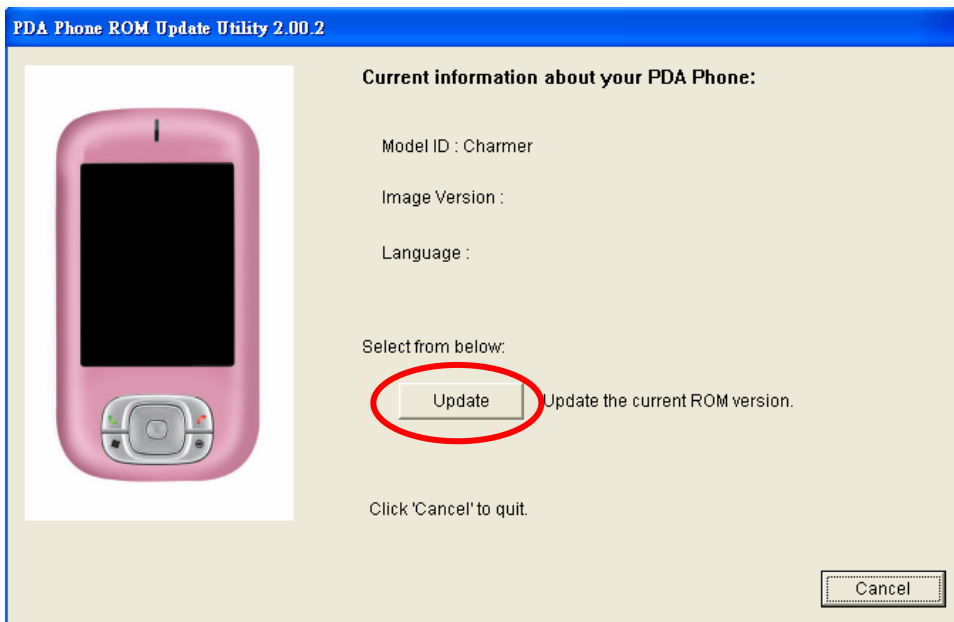 PDA Phone ROM Update Utility 2.00.2
Current information about your PDA Phone:
Model ID : Charmer
Image Version :
Language :
Select from below:
Update
Update the current ROM version.
Click 'Cancel' to quit.
Cancel